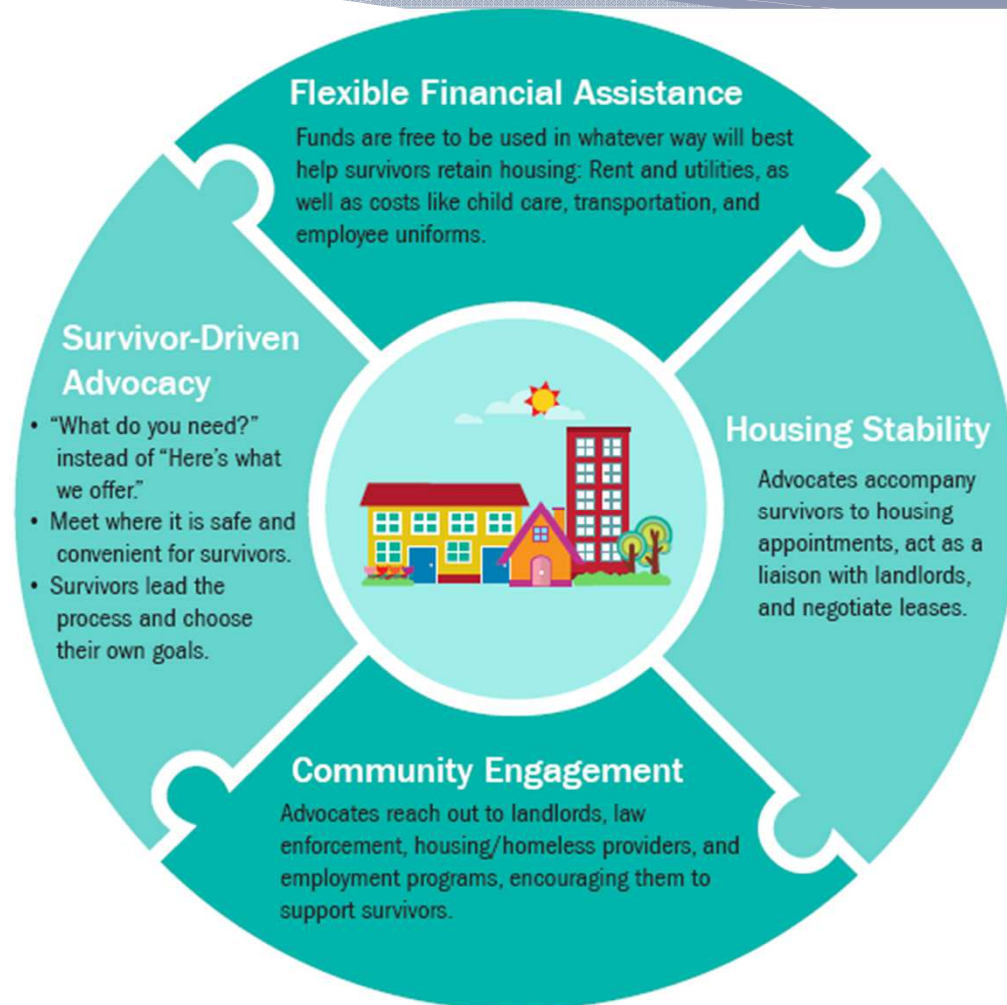 Flexible Financial Assistance
Funds are free to be used in whatever way will best
help survivors retain housing: Rent and utilities, as
well as costs like child care, transportation, and
employee uniforms.
Survivor-Driven
Advocacy
• “What do you need?”
instead of “Here’s what
we offer.”
• Meet where it is safe and
convenient for survivors.
• Survivors lead the
process and choose
their own goals.
Housing Stability
Advocates accompany
survivors to housing
appointments, act as a
liaison with landlords,
and negotiate leases.
Community Engagement
Advocates reach out to landlords, law
enforcement, housing/homeless providers, and
employment programs, encouraging them to
support survivors.